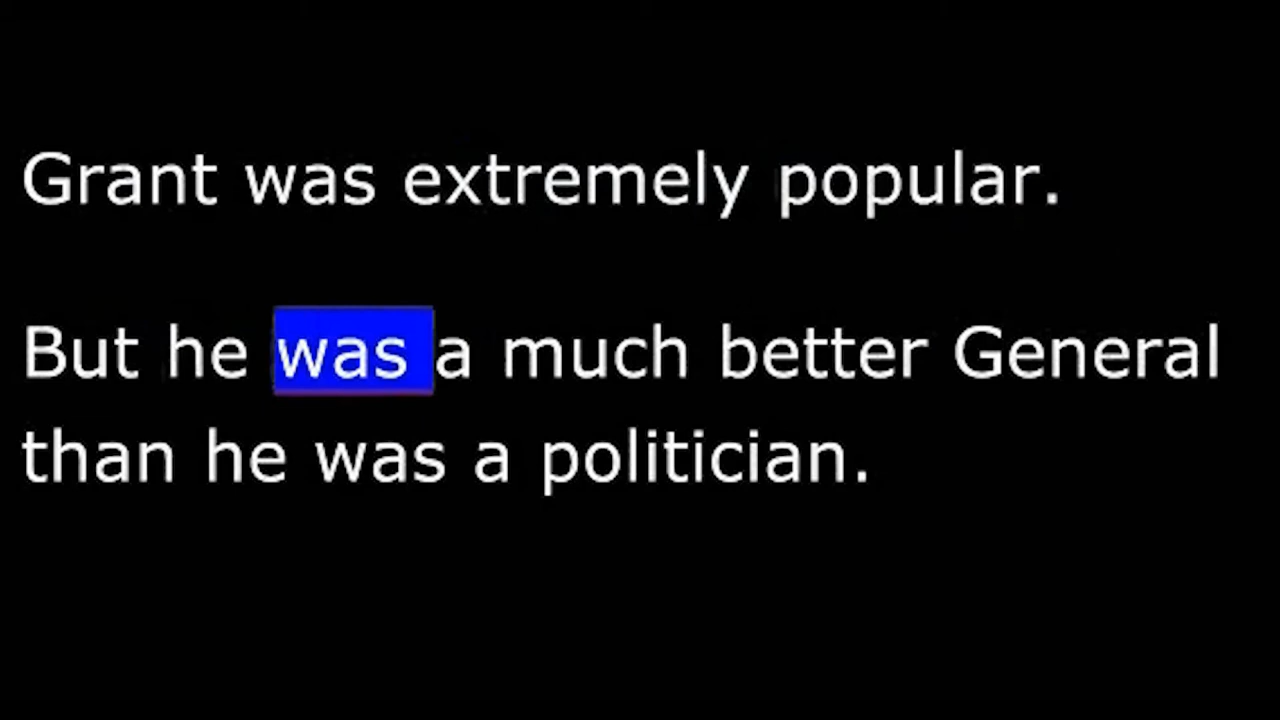 Grant was extremely popular.
But he was a much better General
than he was a politician.